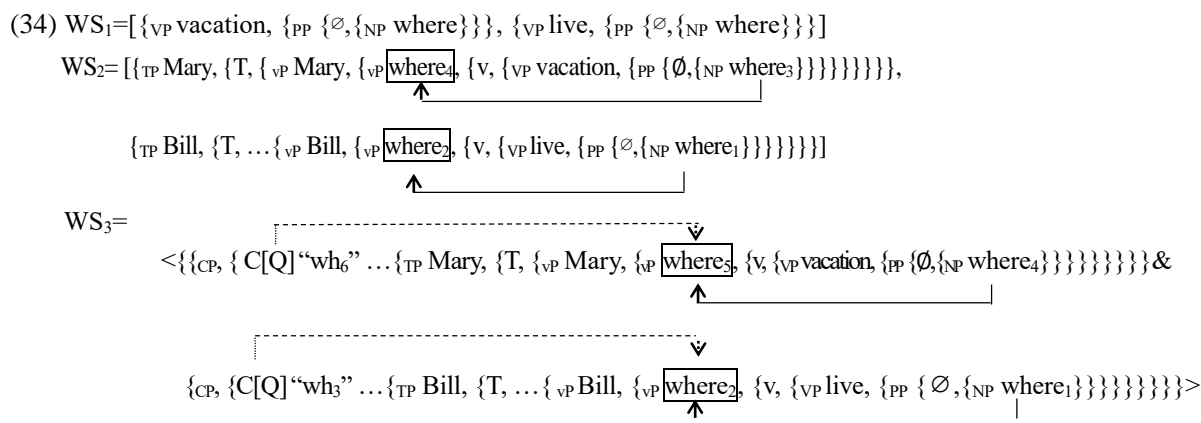 (34) WS₁=[{VP vacation, {PP {∅,{NP where}}}, {VP live, {PP {∅,{NP where}}}]
WS₂= [{TP Mary, {T, { vP Mary, {vP where₄, {v, {VP vacation, {PP {Ø,{NP where₃}}}}}}}}},
{TP Bill, {T, …{ vP Bill, {vP where₂, {v, {VP live, {PP {∅,{NP where₁}}}}}}}]
WS₃=
<{{CP, { C[Q] “wh₆” …{TP Mary, {T, {vP Mary, {vP where₅, {v, {VP vacation, {PP {Ø,{NP where₄}}}}}}}}} &
{CP, {C[Q] “wh₃” …{TP Bill, {T, …{ vP Bill, {vP where₂, {v, {VP live, {PP { ∅,{NP where₁}}}}}}}}}>